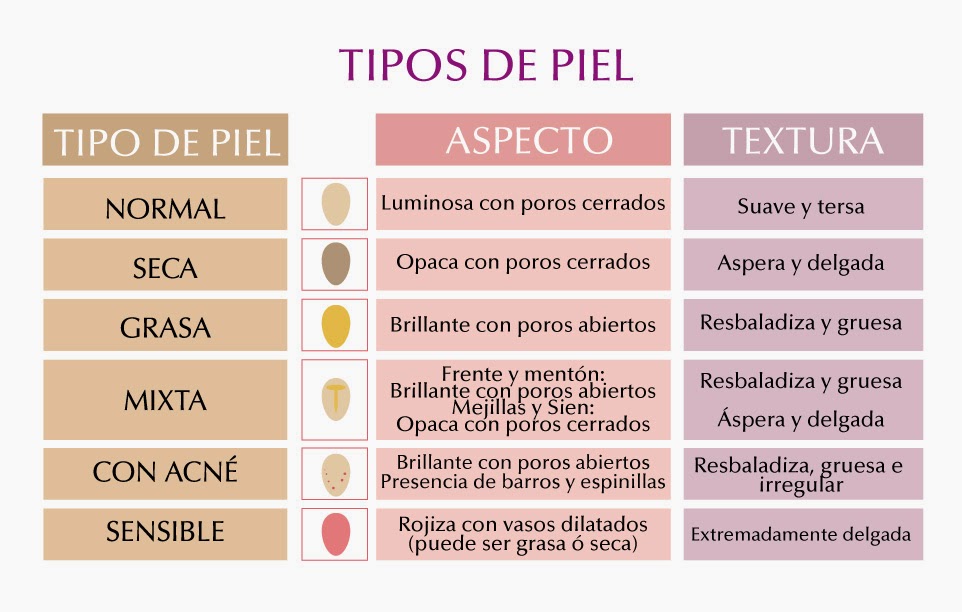 TIPOS DE PIEL
TIPO DE PIEL
ASPECTO
TEXTURA
NORMAL
Luminosa con poros cerrados
Suave y tersa
SECA
Opaca con poros cerrados
Aspera y delgada
GRASA
Brillante con poros abiertos
Resbaladiza y gruesa
MIXTA
Frente y mentón:
Brillante con poros abiertos
Mejillas y Sien:
Opaca con poros cerrados
Resbaladiza y gruesa
Áspera y delgada
CON ACNÉ
Brillante con poros abiertos
Presencia de barros y espinillas
Resbaladiza, gruesa e
irregular
SENSIBLE
Rojiza con vasos dilatados
(puede ser grasa ó seca)
Extremadamente delgada